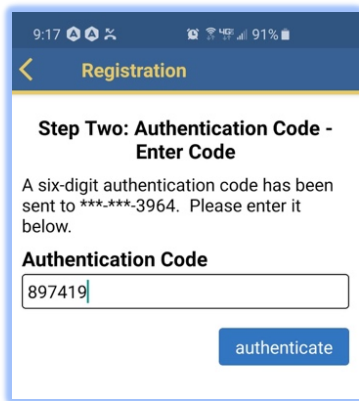 9:17 91%
Registration
Step Two: Authentication Code -
Enter Code
A six-digit authentication code has been
sent to ***-***-3964. Please enter it
below.
Authentication Code
897419
authenticate